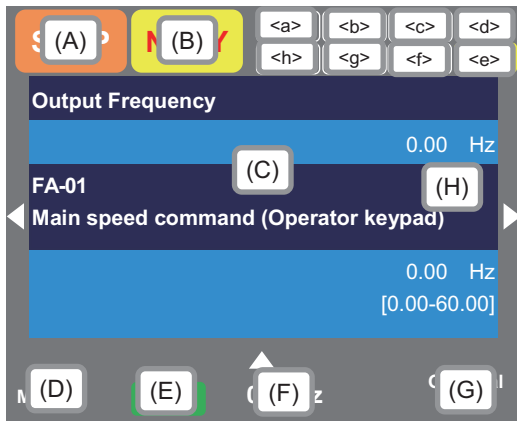 (A) (B) <a> <b> <c> <d>
<h> <g> <f> <e>
Output Frequency
0.00 Hz
(C)
FA-01
(H)
Main speed command (Operator keypad)
0.00 Hz
[0.00-60.00]
(D) (E) (F) (G)